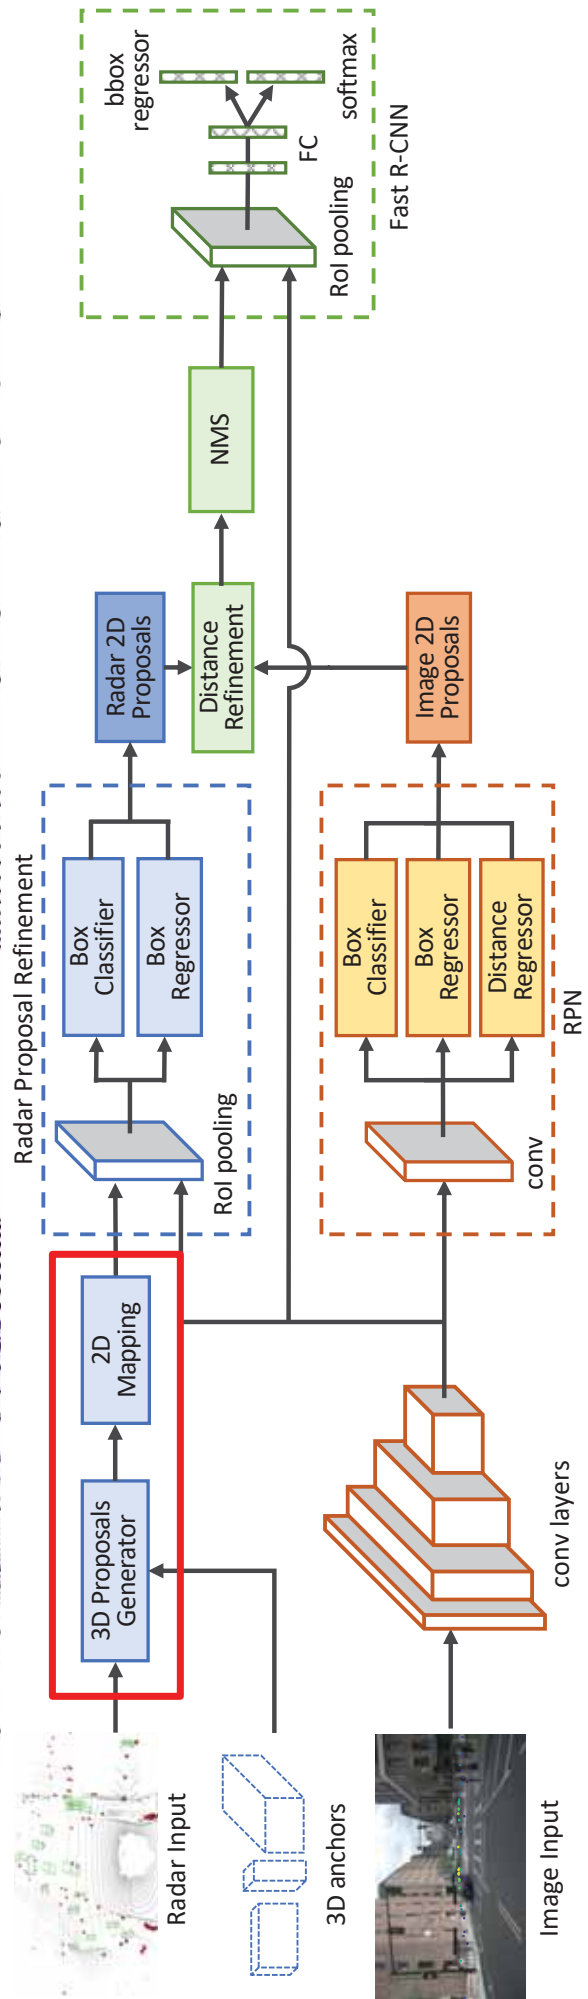 Radar Input
3D anchors
Image Input
3D Proposals
Generator
2D
Mapping
conv layers
Radar Proposal Refinement
RoI pooling
Box
Classifier
Box
Regressor
conv
Box
Classifier
Box
Regressor
Distance
Regressor
RPN
Radar 2D
Proposals
Distance
Refinement
Image 2D
Proposals
NMS
RoI pooling
FC
bbox
regressor
softmax
Fast R-CNN